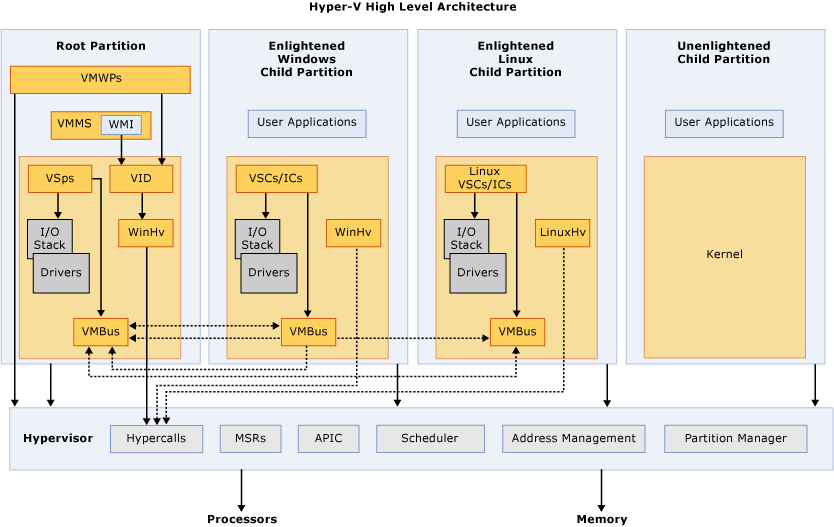 Hyper-V High Level Architecture
Root Partition
VMWPs
VMMS
WMI
VSps
VID
I/O
Stack
Drivers
WinHv
VMBus
Enlightened
Windows
Child Partition
User Applications
VSCs/ICs
I/O
Stack
Drivers
WinHv
VMBus
Enlightened
Linux
Child Partition
User Applications
Linux
VSCs/ICs
I/O
Stack
Drivers
LinuxHv
VMBus
Unenlightened
Child Partition
User Applications
Kernel
Hypervisor
Hypercalls
MSRs
APIC
Scheduler
Address Management
Partition Manager
Processors
Memory